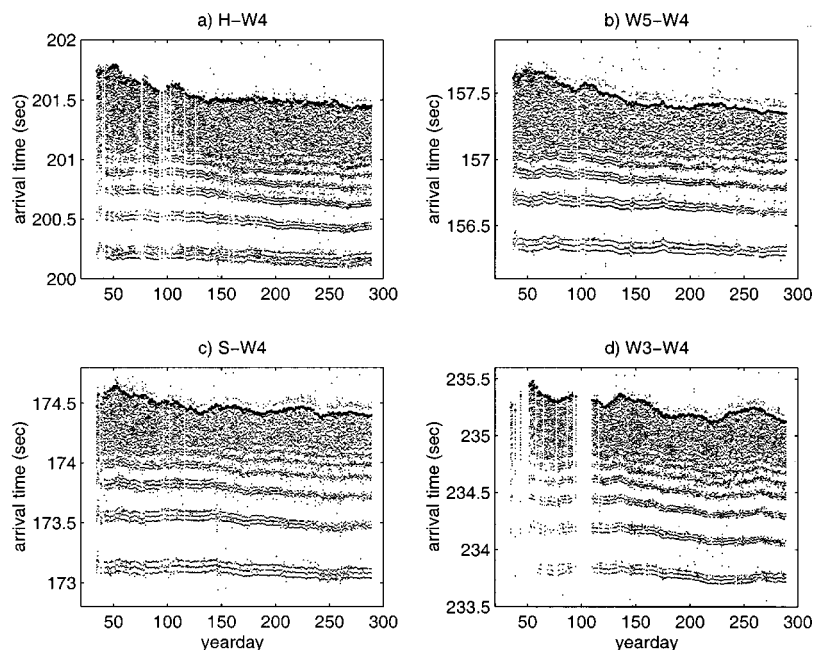 a) H−W4
202
201.5
201
200.5
200
arrival time (sec)
50 100 150 200 250 300
b) W5−W4
157.5
157
156.5
arrival time (sec)
50 100 150 200 250 300
c) S−W4
174.5
174
173.5
173
arrival time (sec)
50 100 150 200 250 300
yearday
d) W3−W4
235.5
235
234.5
234
233.5
arrival time (sec)
50 100 150 200 250 300
yearday